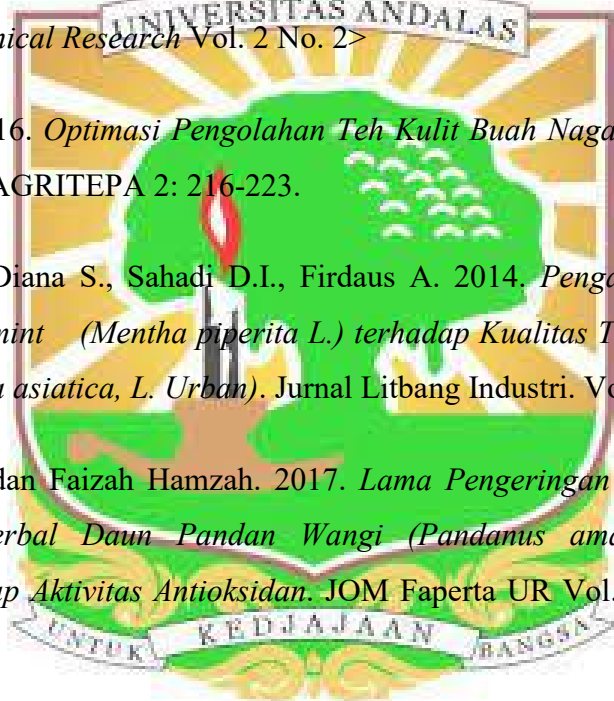 UNIVERSITAS ANDALAS
nical Research Vol. 2 No. 2>
16. Optimasi Pengolahan Teh Kulit Buah Naga
AGRITEPA 2: 216-223.
Diana S., Sahadi D.I., Firdaus A. 2014. Penga
mint (Mentha piperita L.) terhadap Kualitas T
a asiatica, L. Urban). Jurnal Litbang Industri. Vo
dan Faizah Hamzah. 2017. Lama Pengeringan
erbal Daun Pandan Wangi (Pandanus ama
ap Aktivitas Antioksidan. JOM Faperta UR Vol.
UNTUK KEDJAJAAN BANGSA